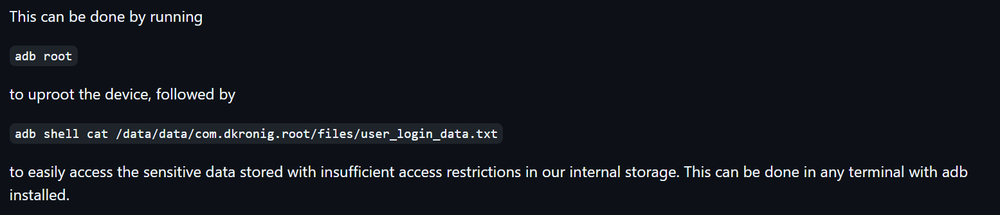 This can be done by running
adb root
to uproot the device, followed by
adb shell cat /data/data/com.dkronig.root/files/user_login_data.txt
to easily access the sensitive data stored with insufficient access restrictions in our internal storage. This can be done in any terminal with adb
installed.